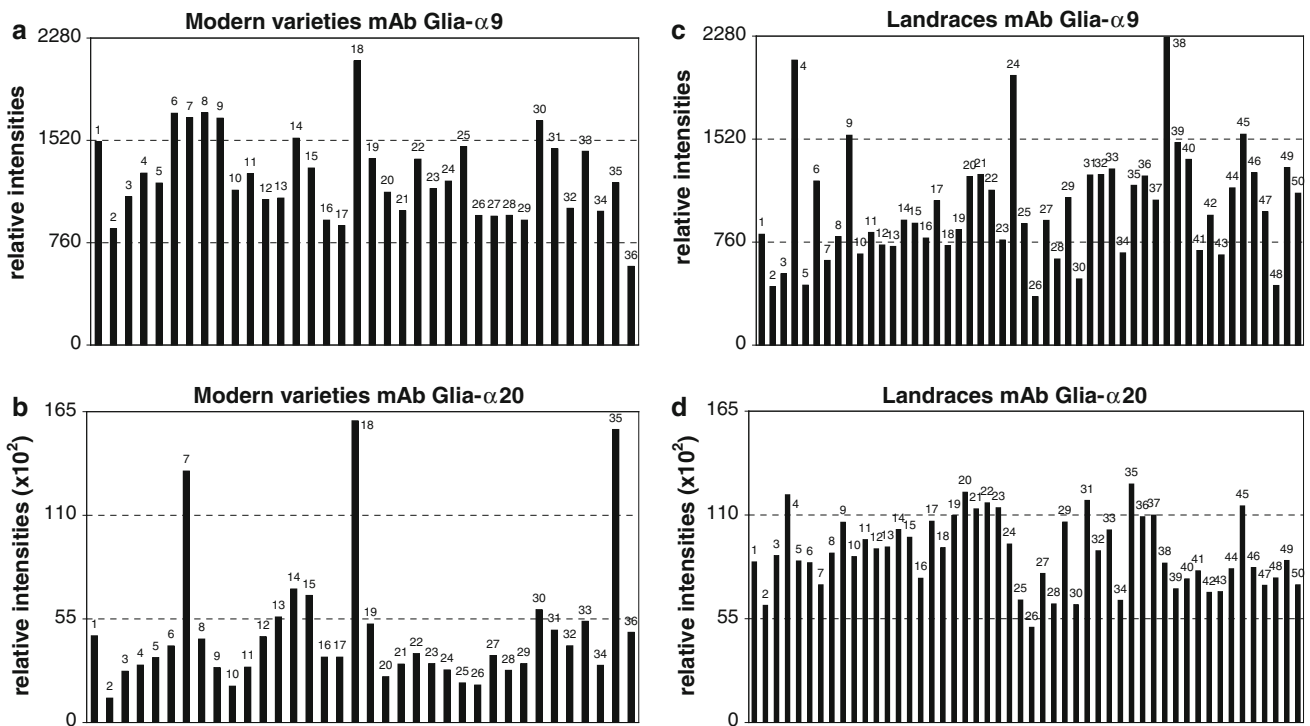 a
Modern varieties mAb Glia-α9
relative intensities
2280
1520
760
0
1 2 3 4 5 6 7 8 9 10 11 12 13 14 15 16 17 18 19 20 21 22 23 24 25 26 27 28 29 30 31 32 33 34 35 36
b
Modern varieties mAb Glia-α20
relative intensities (x10²)
165
110
55
0
1 2 3 4 5 6 7 8 9 10 11 12 13 14 15 16 17 18 19 20 21 22 23 24 25 26 27 28 29 30 31 32 33 34 35 36
c
Landraces mAb Glia-α9
relative intensities
2280
1520
760
0
1 2 3 4 5 6 7 8 9 10 11 12 13 14 15 16 17 18 19 20 21 22 23 24 25 26 27 28 29 30 31 32 33 34 35 36 37 38 39 40 41 42 43 44 45 46 47 48 49 50
d
Landraces mAb Glia-α20
relative intensities (x10²)
165
110
55
0
1 2 3 4 5 6 7 8 9 10 11 12 13 14 15 16 17 18 19 20 21 22 23 24 25 26 27 28 29 30 31 32 33 34 35 36 37 38 39 40 41 42 43 44 45 46 47 48 49 50